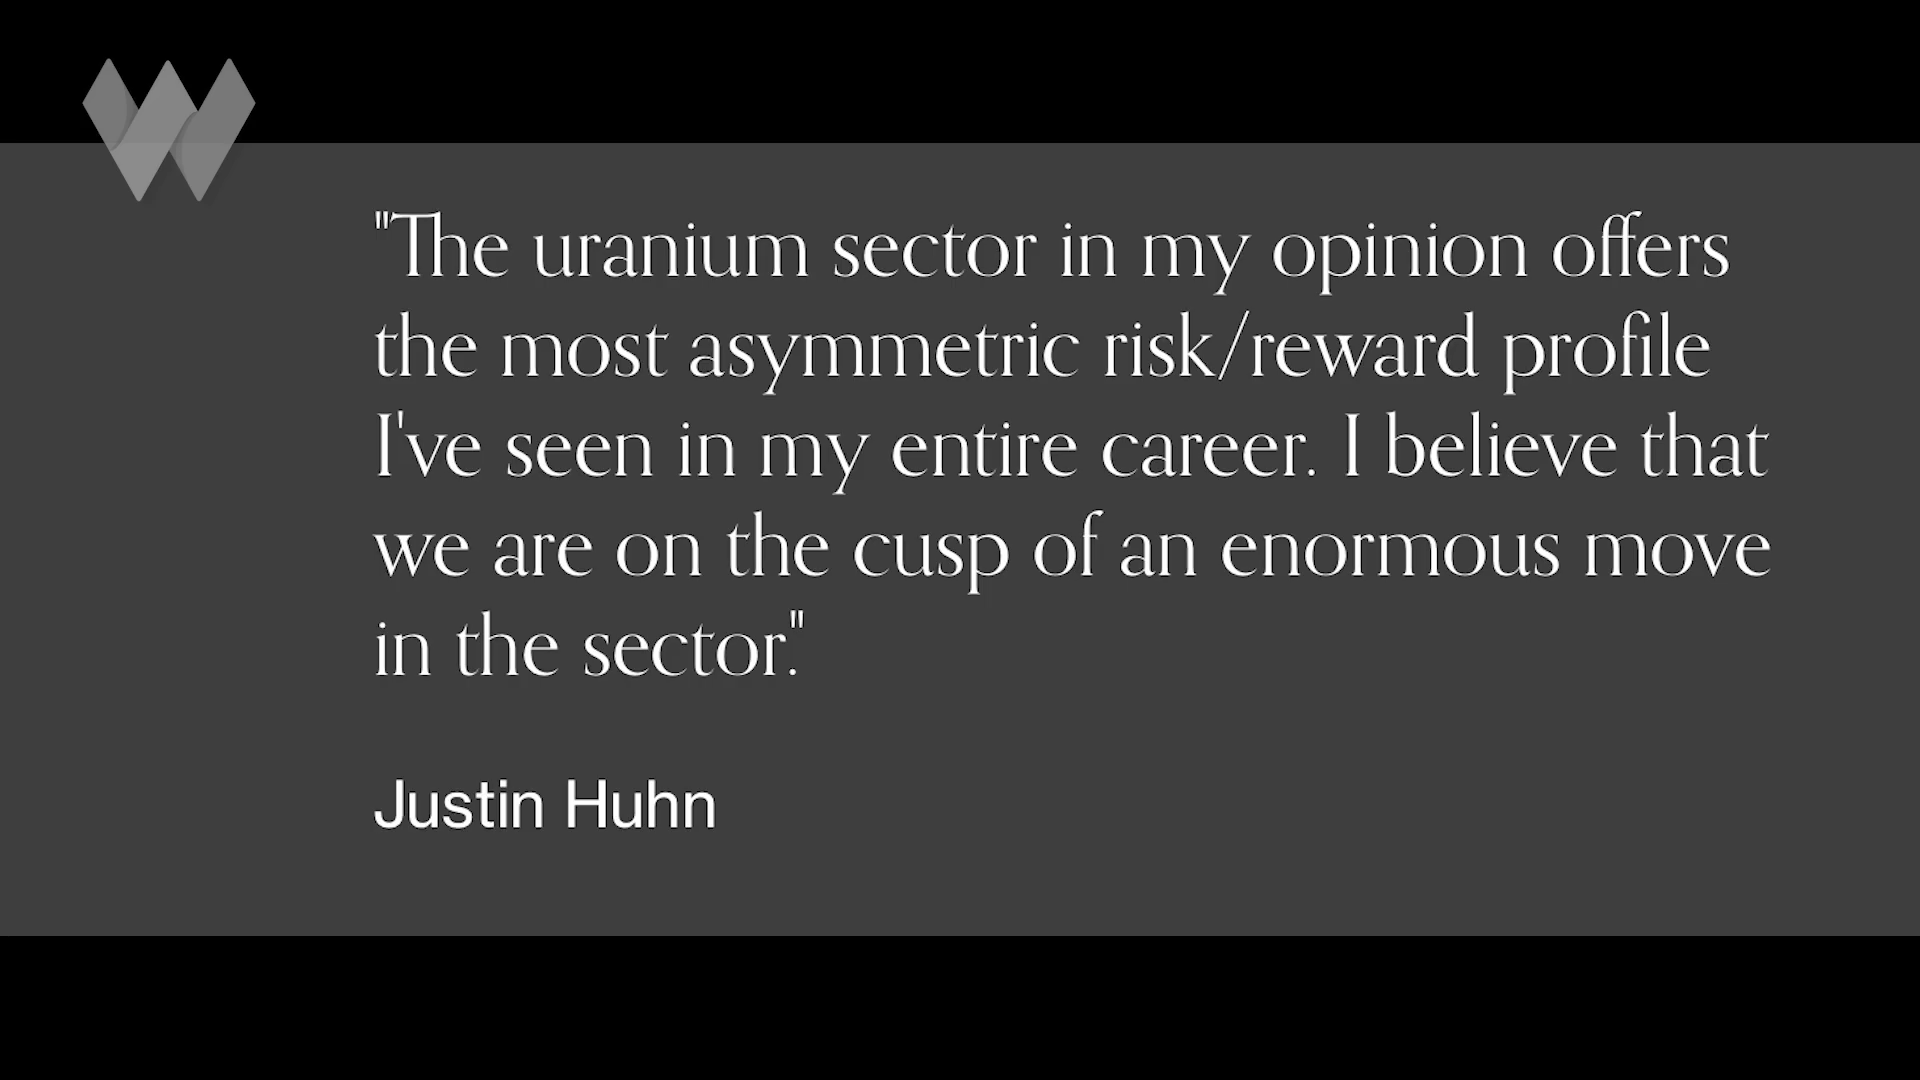 "The uranium sector in my opinion offers
the most asymmetric risk/reward profile
I've seen in my entire career. I believe that
we are on the cusp of an enormous move
in the sector."
Justin Huhn